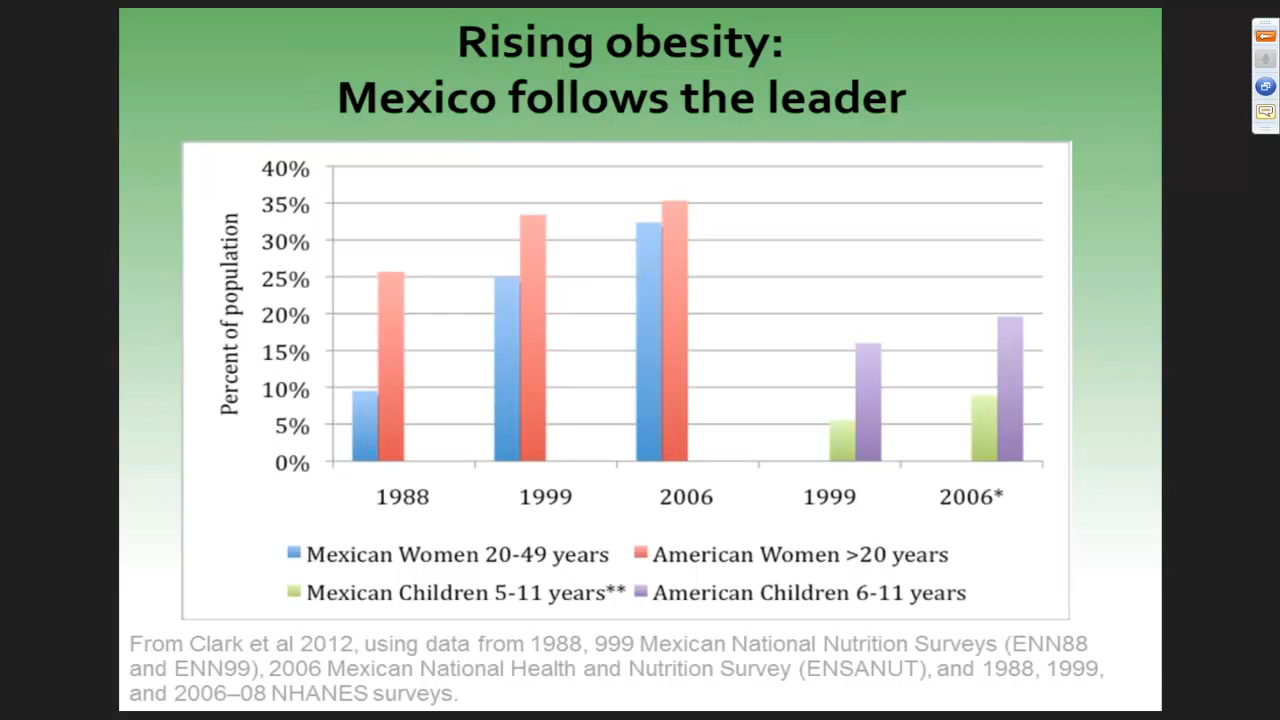 Rising obesity:
Mexico follows the leader
40%
35%
30%
25%
20%
15%
10%
5%
0%
Percent of population
1988
1999
2006
1999
2006*
Mexican Women 20-49 years
American Women >20 years
Mexican Children 5-11 years**
American Children 6-11 years
From Clark et al 2012, using data from 1988, 999 Mexican National Nutrition Surveys (ENN88
and ENN99), 2006 Mexican National Health and Nutrition Survey (ENSANUT), and 1988, 1999,
and 2006–08 NHANES surveys.